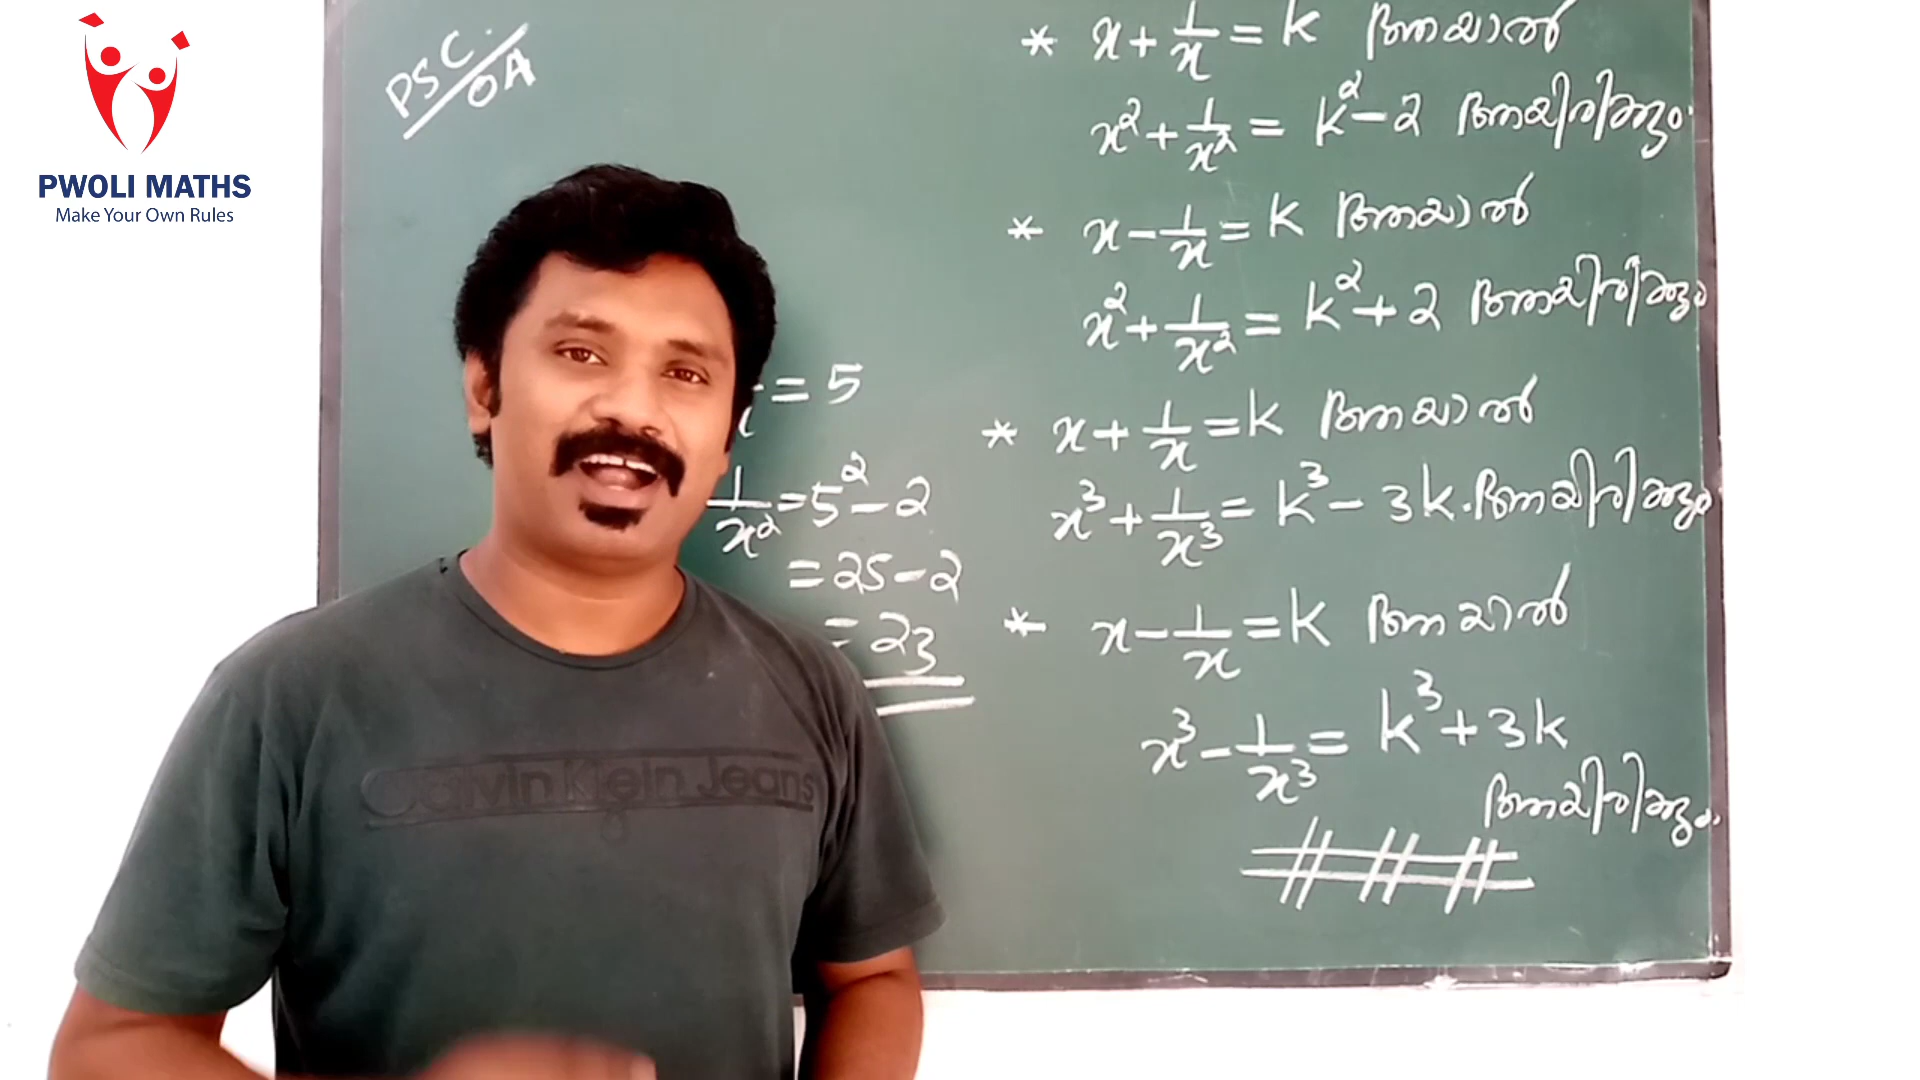 PWOLI MATHS
Make Your Own Rules
PSC.
OA
= 5
1/x² = 5² - 2
= 25 - 2
= 23
* x + 1/x = k ആയാൽ
x² + 1/x² = k² - 2 ആയിരിക്കും.
* x - 1/x = k ആയാൽ
x² + 1/x² = k² + 2 ആയിരിക്കും
* x + 1/x = k ആയാൽ
x³ + 1/x³ = k³ - 3k. ആയിരിക്കും
* x - 1/x = k ആയാൽ
x³ - 1/x³ = k³ + 3k
ആയിരിക്കും.
Calvin Klein Jeans